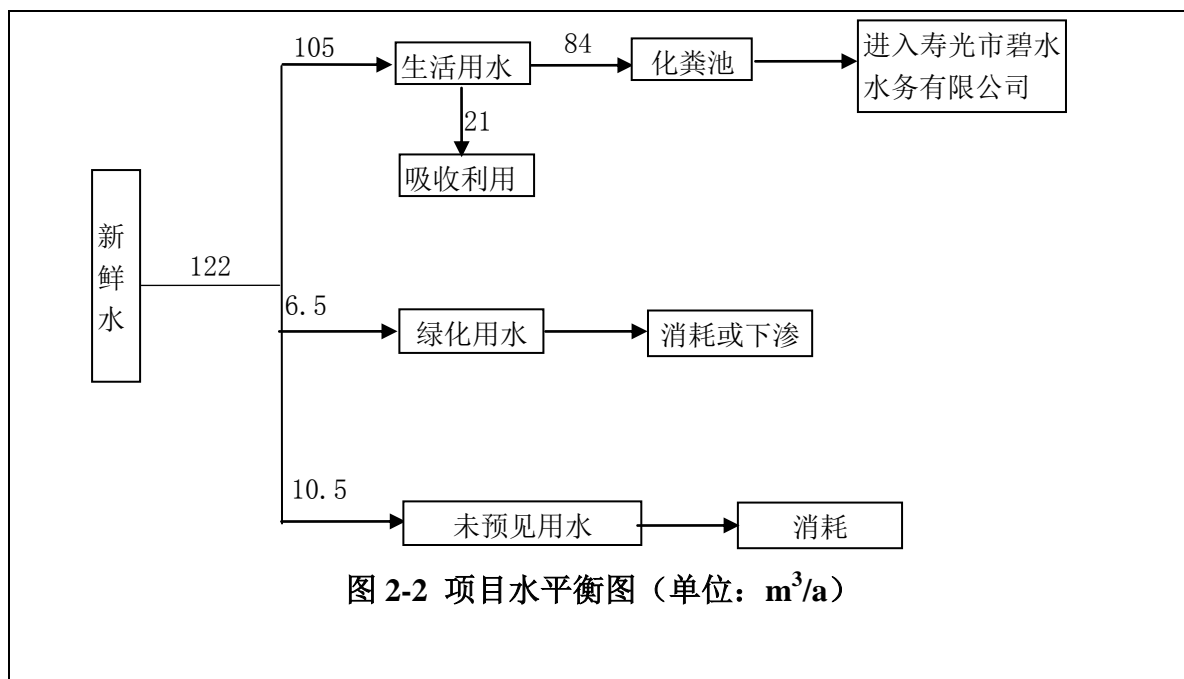 105
生活用水
84
化粪池
进入寿光市碧水
水务有限公司
21
吸收利用
新
鲜
水
122
6.5
绿化用水
消耗或下渗
10.5
未预见用水
消耗
图 2-2 项目水平衡图（单位：m³/a）